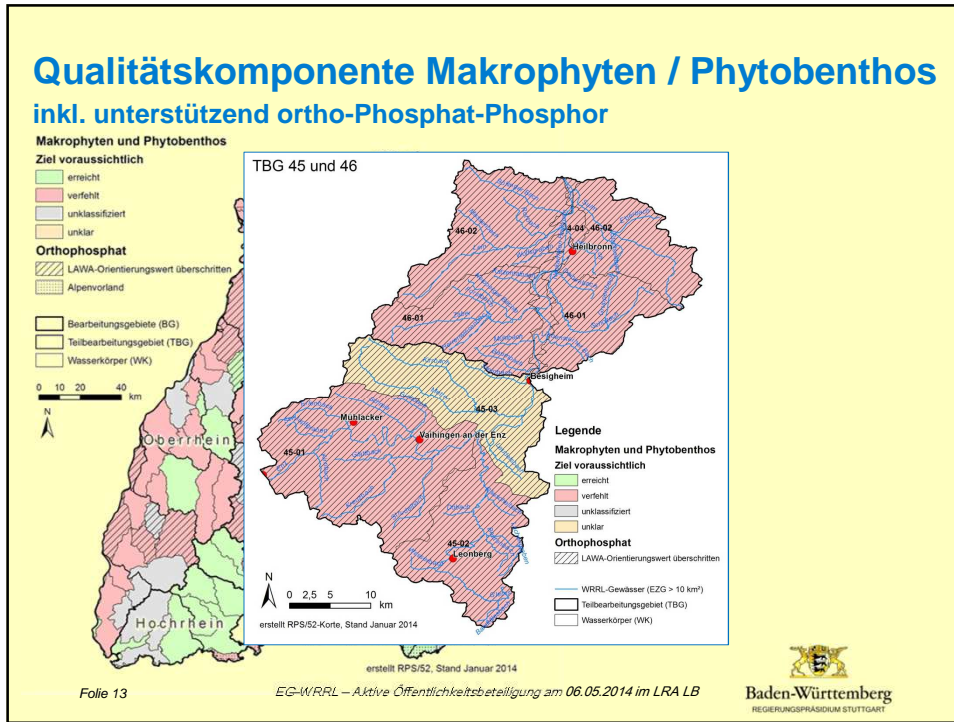 Qualitätskomponente Makrophyten / Phytobenthos
inkl. unterstützend ortho-Phosphat-Phosphor
Makrophyten und Phytobenthos
Ziel voraussichtlich
erreicht
verfehlt
unklassifiziert
unklar
Orthophosphat
LAWA-Orientierungswert überschritten
Alpenvorland
Bearbeitungsgebiete (BG)
Teilbearbeitungsgebiet (TBG)
Wasserkörper (WK)
0 10 20 40
km
N
Oberrhein
Hochrhein
TBG 45 und 46
46-02
46-02
Heilbronn
46-01
46-01
Besigheim
45-03
Mühlacker
Vaihingen an der Enz
45-01
45-02
Leonberg
Legende
Makrophyten und Phytobenthos
Ziel voraussichtlich
erreicht
verfehlt
unklassifiziert
unklar
Orthophosphat
LAWA-Orientierungswert überschritten
WRRL-Gewässer (EZG > 10 km²)
Teilbearbeitungsgebiet (TBG)
Wasserkörper (WK)
N
0 2,5 5 10
km
erstellt RPS/52-Korte, Stand Januar 2014
erstellt RPS/52, Stand Januar 2014
Folie 13
EG-WRRL – Aktive Öffentlichkeitsbeteiligung am 06.05.2014 im LRA LB
Baden-Württemberg
REGIERUNGSPRÄSIDIUM STUTTGART